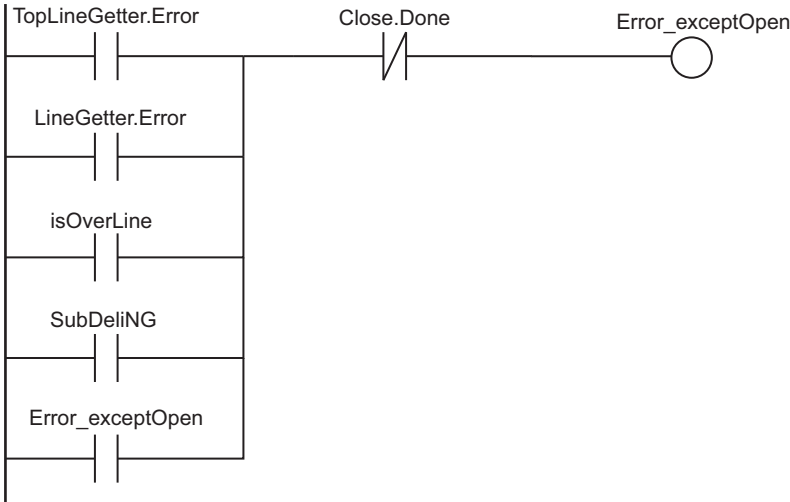 TopLineGetter.Error
Close.Done
Error_exceptOpen
LineGetter.Error
isOverLine
SubDeliNG
Error_exceptOpen